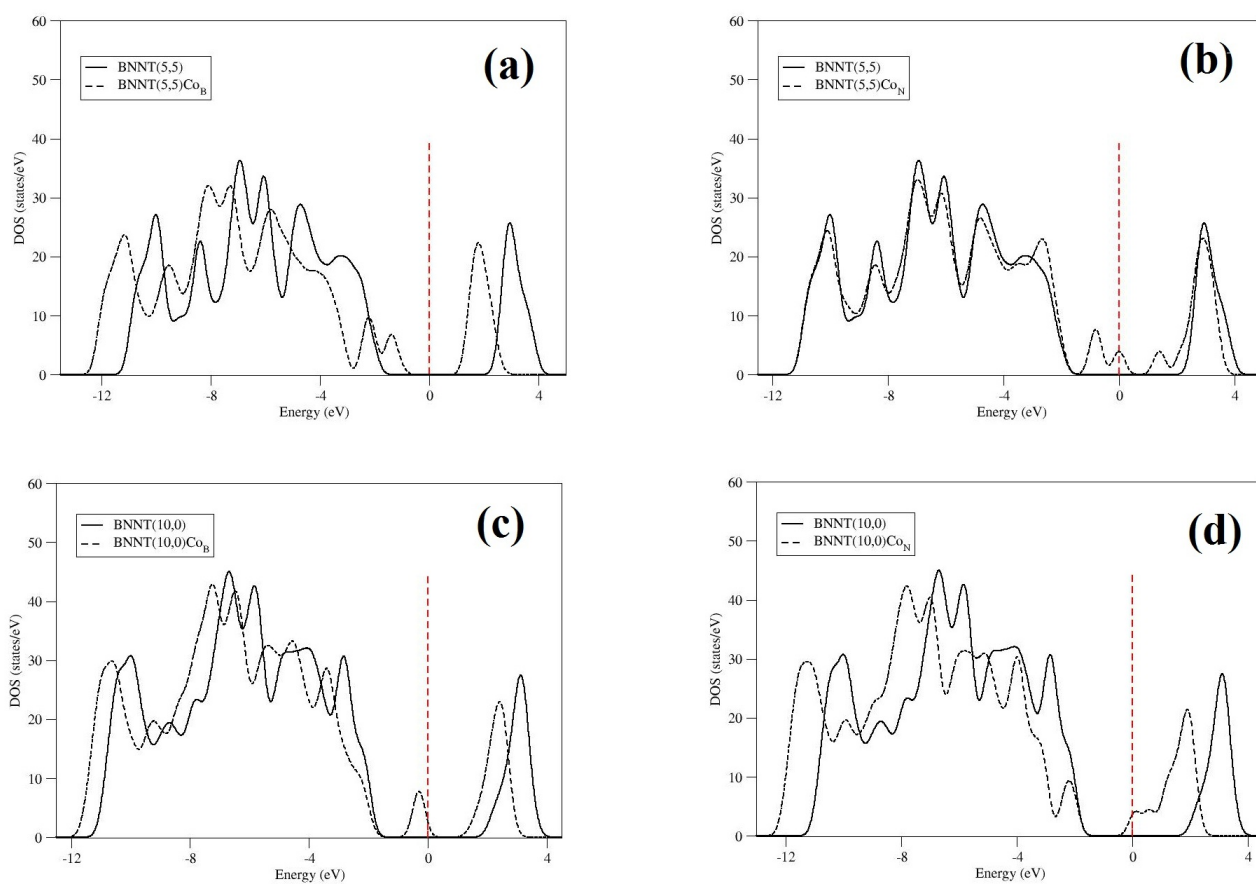 60
50
40
30
20
10
0
DOS (states/eV)
BNNT(5,5)
BNNT(5,5)Co_B
(a)
-12
-8
-4
0
4
Energy (eV)
60
50
40
30
20
10
0
DOS (states/eV)
BNNT(5,5)
BNNT(5,5)Co_N
(b)
-12
-8
-4
0
4
Energy (eV)
60
50
40
30
20
10
0
DOS (states/eV)
BNNT(10,0)
BNNT(10,0)Co_B
(c)
-12
-8
-4
0
4
Energy (eV)
60
50
40
30
20
10
0
DOS (states/eV)
BNNT(10,0)
BNNT(10,0)Co_N
(d)
-12
-8
-4
0
4
Energy (eV)